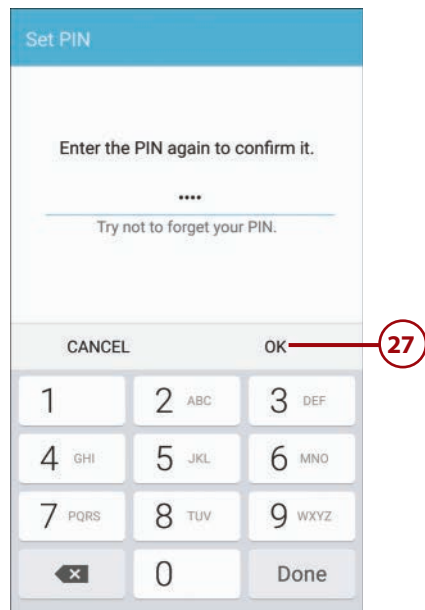 Set PIN
Enter the PIN again to confirm it.
••••
Try not to forget your PIN.
CANCEL OK 27
1 2 ABC 3 DEF
4 GHI 5 JKL 6 MNO
7 PQRS 8 TUV 9 WXYZ
0 Done